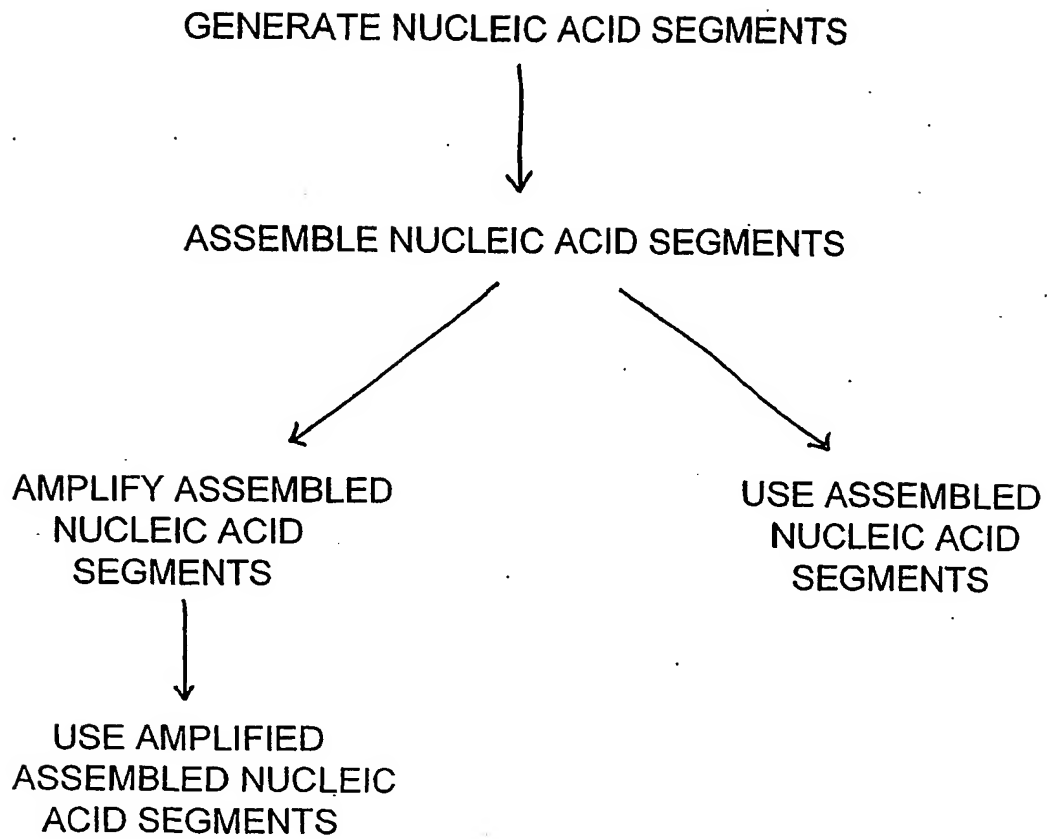 GENERATE NUCLEIC ACID SEGMENTS
ASSEMBLE NUCLEIC ACID SEGMENTS
AMPLIFY ASSEMBLED
NUCLEIC ACID
SEGMENTS
USE ASSEMBLED
NUCLEIC ACID
SEGMENTS
USE AMPLIFIED
ASSEMBLED NUCLEIC
ACID SEGMENTS